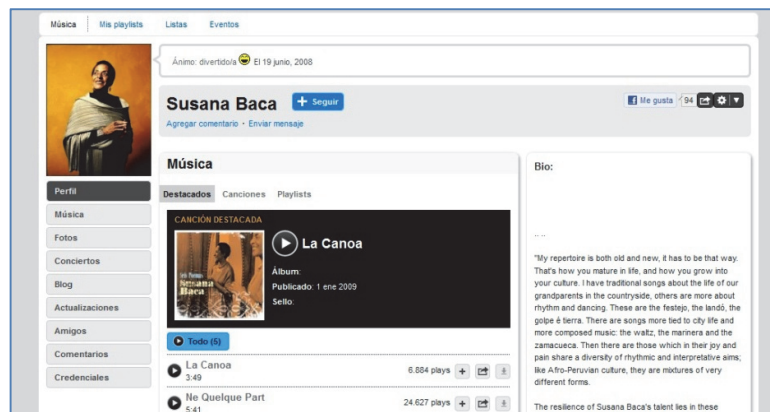 Música Mis playlists Listas Eventos
Ánimo: divertido/a El 19 junio, 2008
Susana Baca
+ Seguir
Agregar comentario • Enviar mensaje
Me gusta 94
Perfil
Música
Fotos
Conciertos
Blog
Actualizaciones
Amigos
Comentarios
Credenciales
Música
Destacados Canciones Playlists
CANCIÓN DESTACADA
Susana
Baca
La Canoa
Álbum:
Publicado: 1 ene 2009
Sello:
Todo (5)
La Canoa
3:49
6.884 plays
Ne Quelque Part
5:41
24.627 plays
Bio:
.. ..
"My repertoire is both old and new, it has to be that way.
That's how you mature in life, and how you grow into
your culture. I have traditional songs about the life of our
grandparents in the countryside, others are more about
rhythm and dancing. These are the festejo, the landó, the
golpe è tierra. There are songs more tied to city life and
more composed music: the waltz, the marinera and the
zamacueca. Then there are those which in their joy and
pain share a diversity of rhythmic and interpretative aims;
like Afro-Peruvian culture, they are mixtures of very
different forms.
The resilience of Susana Baca's talent lies in these